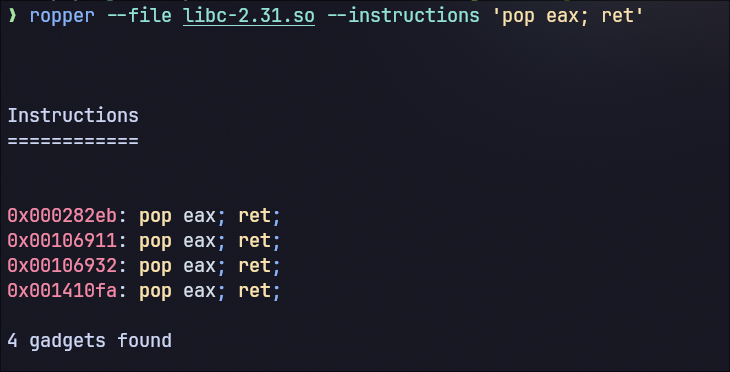 ❯ ropper --file libc-2.31.so --instructions 'pop eax; ret'
Instructions
============
0x000282eb: pop eax; ret;
0x00106911: pop eax; ret;
0x00106932: pop eax; ret;
0x001410fa: pop eax; ret;
4 gadgets found